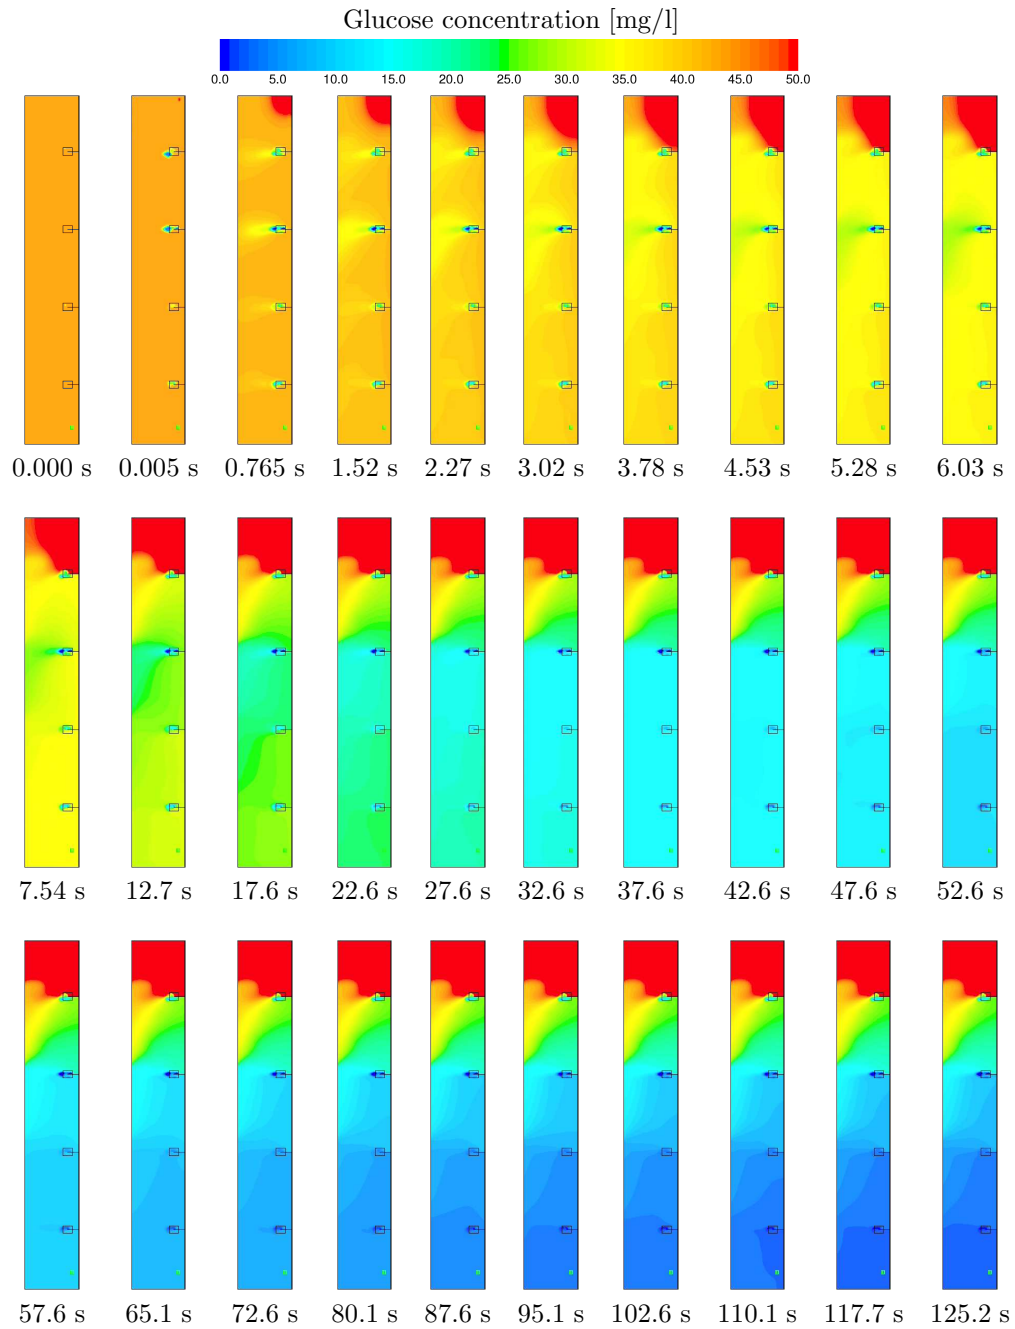 Glucose concentration [mg/l]
0.0 5.0 10.0 15.0 20.0 25.0 30.0 35.0 40.0 45.0 50.0
0.000 s 0.005 s 0.765 s 1.52 s 2.27 s 3.02 s 3.78 s 4.53 s 5.28 s 6.03 s
7.54 s 12.7 s 17.6 s 22.6 s 27.6 s 32.6 s 37.6 s 42.6 s 47.6 s 52.6 s
57.6 s 65.1 s 72.6 s 80.1 s 87.6 s 95.1 s 102.6 s 110.1 s 117.7 s 125.2 s